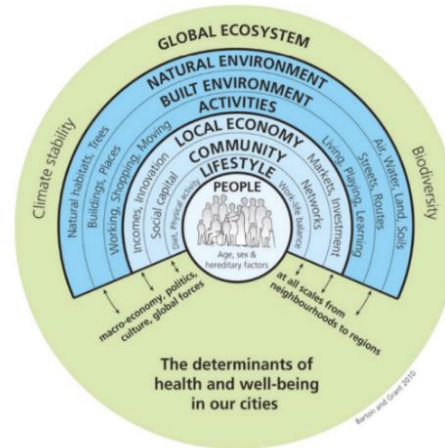 GLOBAL ECOSYSTEM
Climate stability
Biodiversity
NATURAL ENVIRONMENT
Natural habitats, Trees
Air, Water, Land, Soils
BUILT ENVIRONMENT
Buildings, Places
Streets, Routes
ACTIVITIES
Working, Shopping, Moving
Living, Playing, Learning
LOCAL ECONOMY
Incomes, Innovation
Markets, Investment
COMMUNITY
Social capital
Networks
LIFESTYLE
Diet, Physical activity
Work-life balance
PEOPLE
Age, sex &
hereditary factors
macro-economy, politics,
culture, global forces
at all scales from
neighbourhoods to regions
The determinants of
health and well-being
in our cities
Barton and Grant 2010